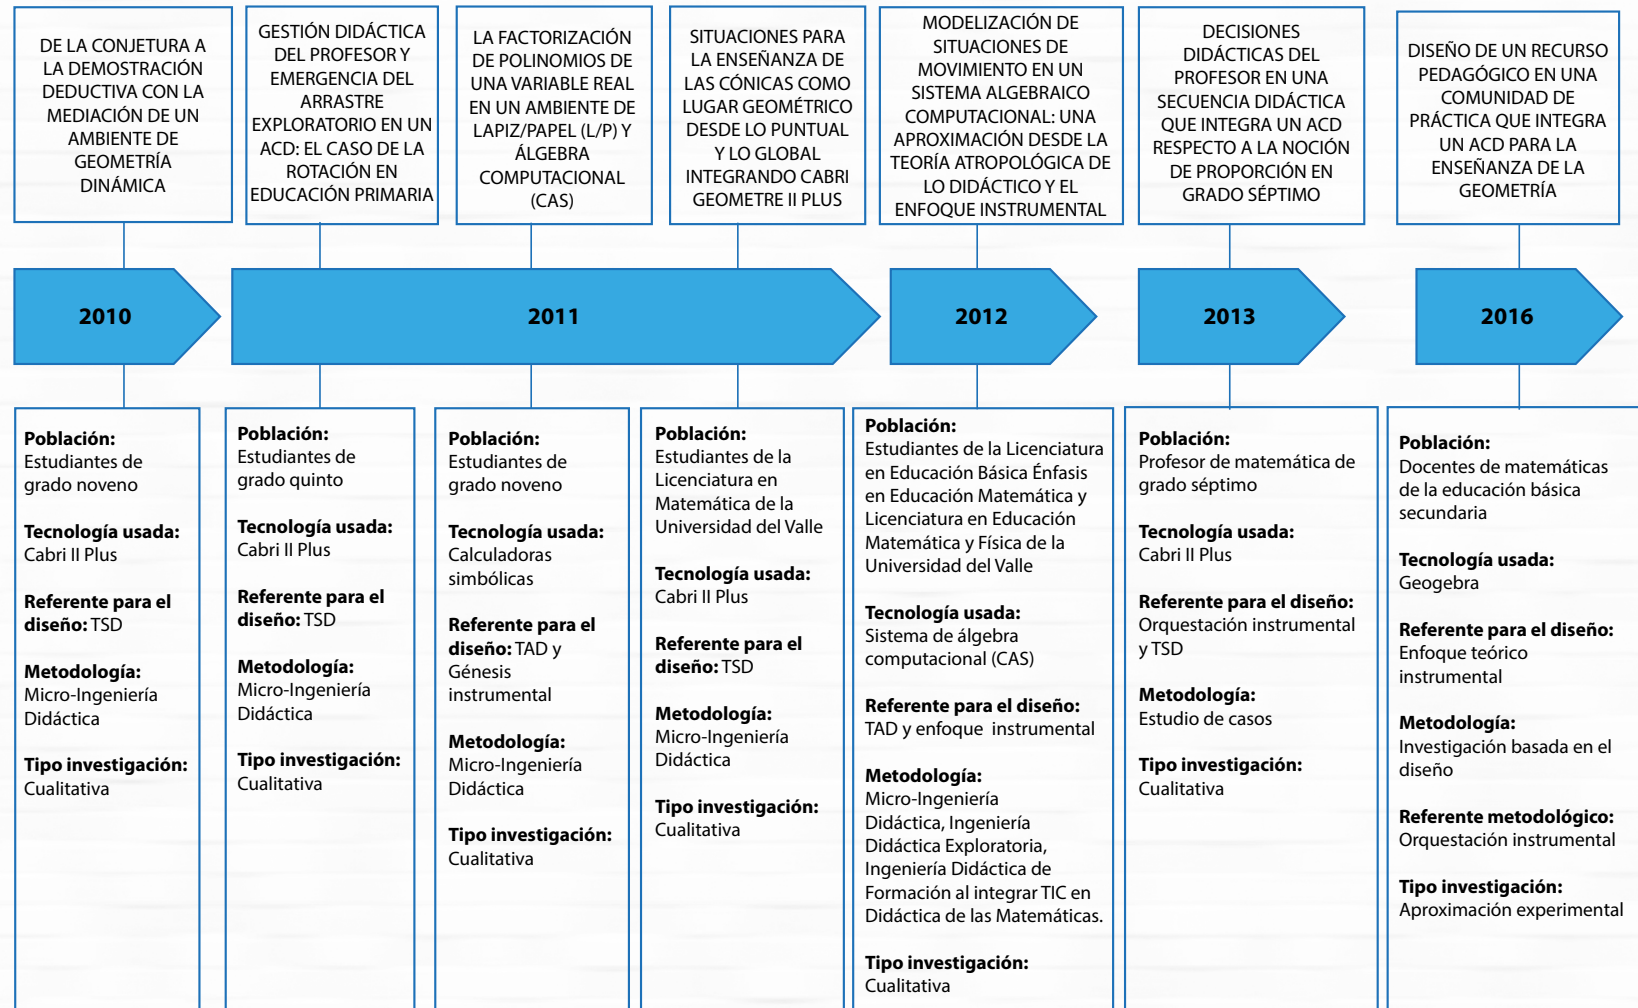 DE LA CONJETURA A
LA DEMOSTRACIÓN
DEDUCTIVA CON LA
MEDIACIÓN DE UN
AMBIENTE DE
GEOMETRÍA
DINÁMICA
GESTIÓN DIDÁCTICA
DEL PROFESOR Y
EMERGENCIA DEL
ARRASTRE
EXPLORATORIO EN UN
ACD: EL CASO DE LA
ROTACIÓN EN
EDUCACIÓN PRIMARIA
LA FACTORIZACIÓN
DE POLINOMIOS DE
UNA VARIABLE REAL
EN UN AMBIENTE DE
LAPIZ/PAPEL (L/P) Y
ÁLGEBRA
COMPUTACIONAL
(CAS)
SITUACIONES PARA
LA ENSEÑANZA DE
LAS CÓNICAS COMO
LUGAR GEOMÉTRICO
DESDE LO PUNTUAL
Y LO GLOBAL
INTEGRANDO CABRI
GEOMETRE II PLUS
MODELIZACIÓN DE
SITUACIONES DE
MOVIMIENTO EN UN
SISTEMA ALGEBRAICO
COMPUTACIONAL: UNA
APROXIMACIÓN DESDE LA
TEORÍA ATROPOLÓGICA DE
LO DIDÁCTICO Y EL
ENFOQUE INSTRUMENTAL
DECISIONES
DIDÁCTICAS DEL
PROFESOR EN UNA
SECUENCIA DIDÁCTICA
QUE INTEGRA UN ACD
RESPECTO A LA NOCIÓN
DE PROPORCIÓN EN
GRADO SÉPTIMO
DISEÑO DE UN RECURSO
PEDAGÓGICO EN UNA
COMUNIDAD DE
PRÁCTICA QUE INTEGRA
UN ACD PARA LA
ENSEÑANZA DE LA
GEOMETRÍA
2010
2011
2012
2013
2016
Población:
Estudiantes de
grado noveno
Tecnología usada:
Cabri II Plus
Referente para el
diseño: TSD
Metodología:
Micro-Ingeniería
Didáctica
Tipo investigación:
Cualitativa
Población:
Estudiantes de
grado quinto
Tecnología usada:
Cabri II Plus
Referente para el
diseño: TSD
Metodología:
Micro-Ingeniería
Didáctica
Tipo investigación:
Cualitativa
Población:
Estudiantes de
grado noveno
Tecnología usada:
Calculadoras
simbólicas
Referente para el
diseño: TAD y
Génesis
instrumental
Metodología:
Micro-Ingeniería
Didáctica
Tipo investigación:
Cualitativa
Población:
Estudiantes de la
Licenciatura en
Matemática de la
Universidad del Valle
Tecnología usada:
Cabri II Plus
Referente para el
diseño: TSD
Metodología:
Micro-Ingeniería
Didáctica
Tipo investigación:
Cualitativa
Población:
Estudiantes de la Licenciatura
en Educación Básica Énfasis
en Educación Matemática y
Licenciatura en Educación
Matemática y Física de la
Universidad del Valle
Tecnología usada:
Sistema de álgebra
computacional (CAS)
Referente para el diseño:
TAD y enfoque instrumental
Metodología:
Micro-Ingeniería
Didáctica, Ingeniería
Didáctica Exploratoria,
Ingeniería Didáctica de
Formación al integrar TIC en
Didáctica de las Matemáticas.
Tipo investigación:
Cualitativa
Población:
Profesor de matemática de
grado séptimo
Tecnología usada:
Cabri II Plus
Referente para el diseño:
Orquestación instrumental
y TSD
Metodología:
Estudio de casos
Tipo investigación:
Cualitativa
Población:
Docentes de matemáticas
de la educación básica
secundaria
Tecnología usada:
Geogebra
Referente para el diseño:
Enfoque teórico
instrumental
Metodología:
Investigación basada en el
diseño
Referente metodológico:
Orquestación instrumental
Tipo investigación:
Aproximación experimental